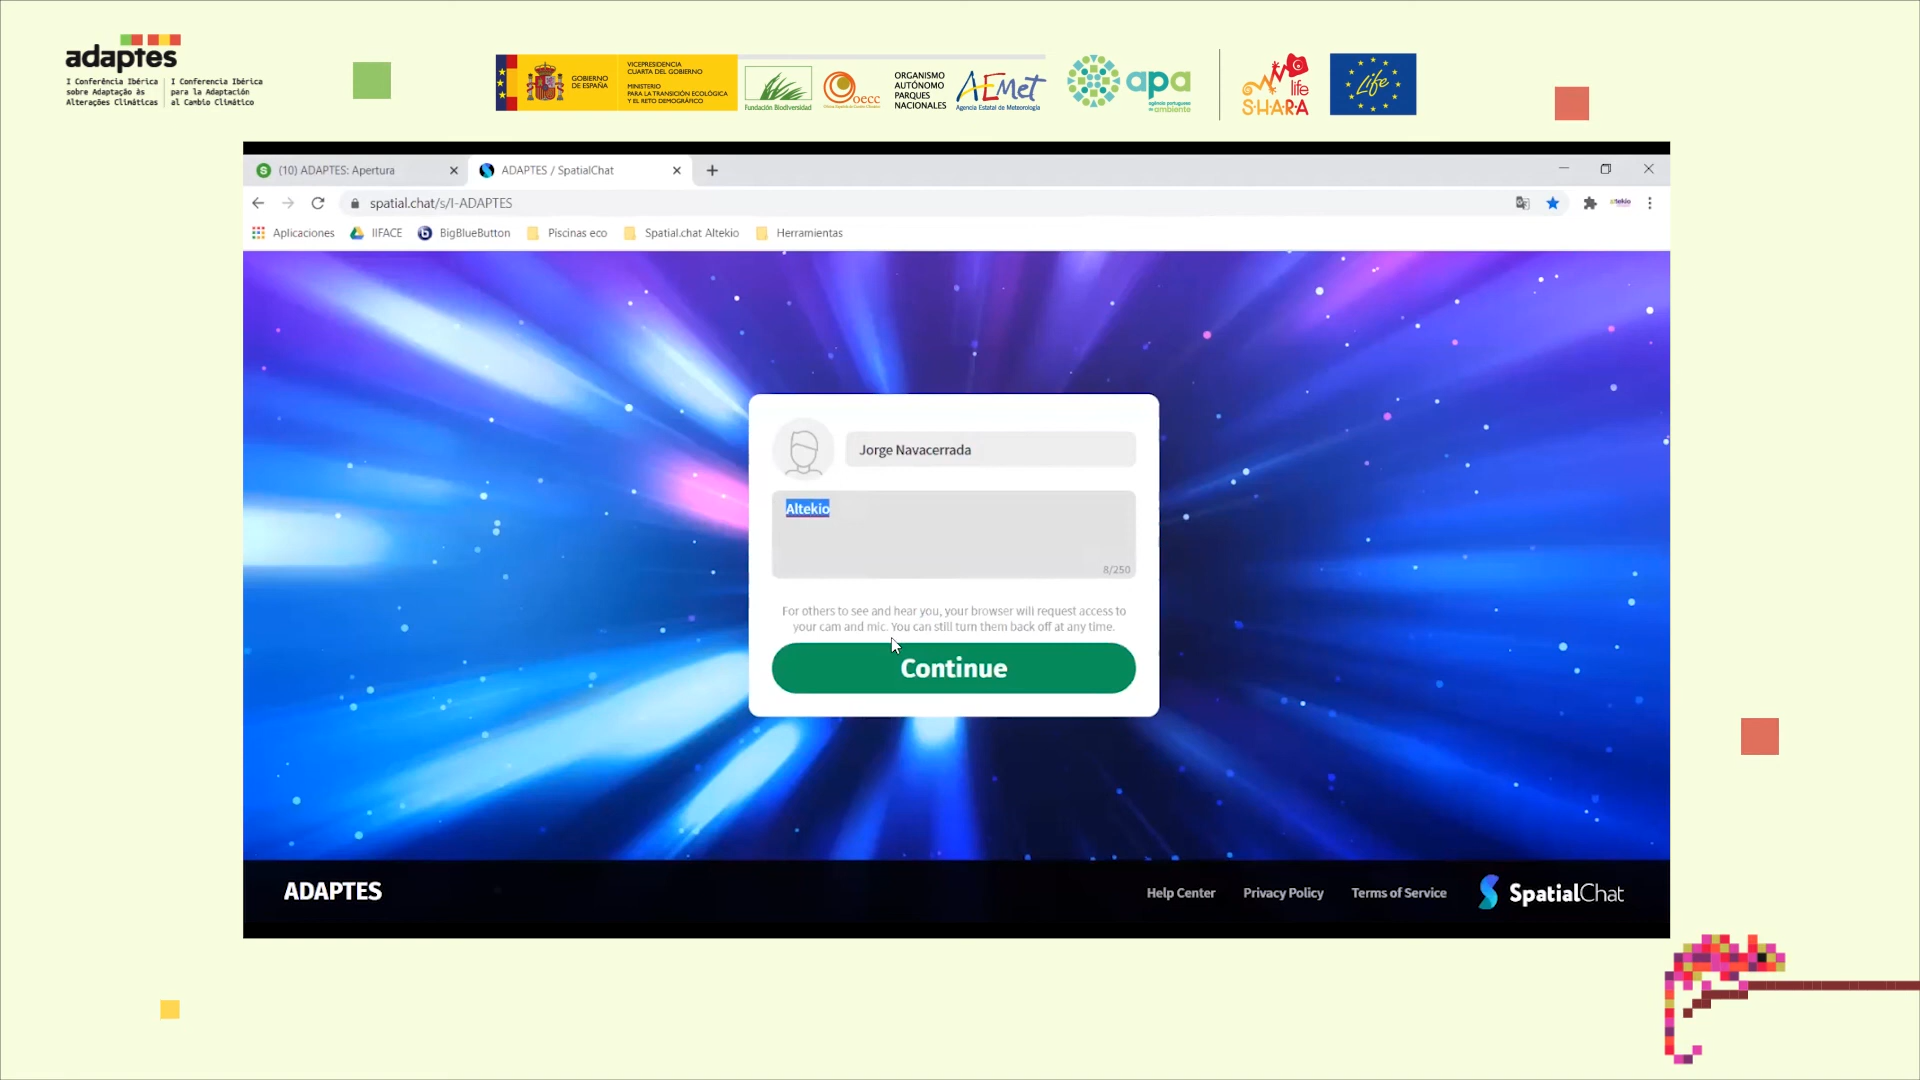 adaptes
I Conferência Ibérica
sobre Adaptação às
Alterações Climáticas
I Conferencia Ibérica
para la Adaptación
al Cambio Climático
GOBIERNO
DE ESPAÑA
VICEPRESIDENCIA
CUARTA DEL GOBIERNO
MINISTERIO
PARA LA TRANSICIÓN ECOLÓGICA
Y EL RETO DEMOGRÁFICO
Fundación Biodiversidad
oecc
ORGANISMO
AUTÓNOMO
PARQUES
NACIONALES
AEMet
Agencia Estatal de Meteorología
apa
agência portuguesa
do ambiente
life
SHARA
Life
(10) ADAPTES: Apertura
ADAPTES / SpatialChat
spatial.chat/s/I-ADAPTES
altekio
Aplicaciones
IIFACE
BigBlueButton
Piscinas eco
Spatial.chat Altekio
Herramientas
Jorge Navacerrada
Altekio
8/250
For others to see and hear you, your browser will request access to
your cam and mic. You can still turn them back off at any time.
Continue
ADAPTES
Help Center
Privacy Policy
Terms of Service
SpatialChat